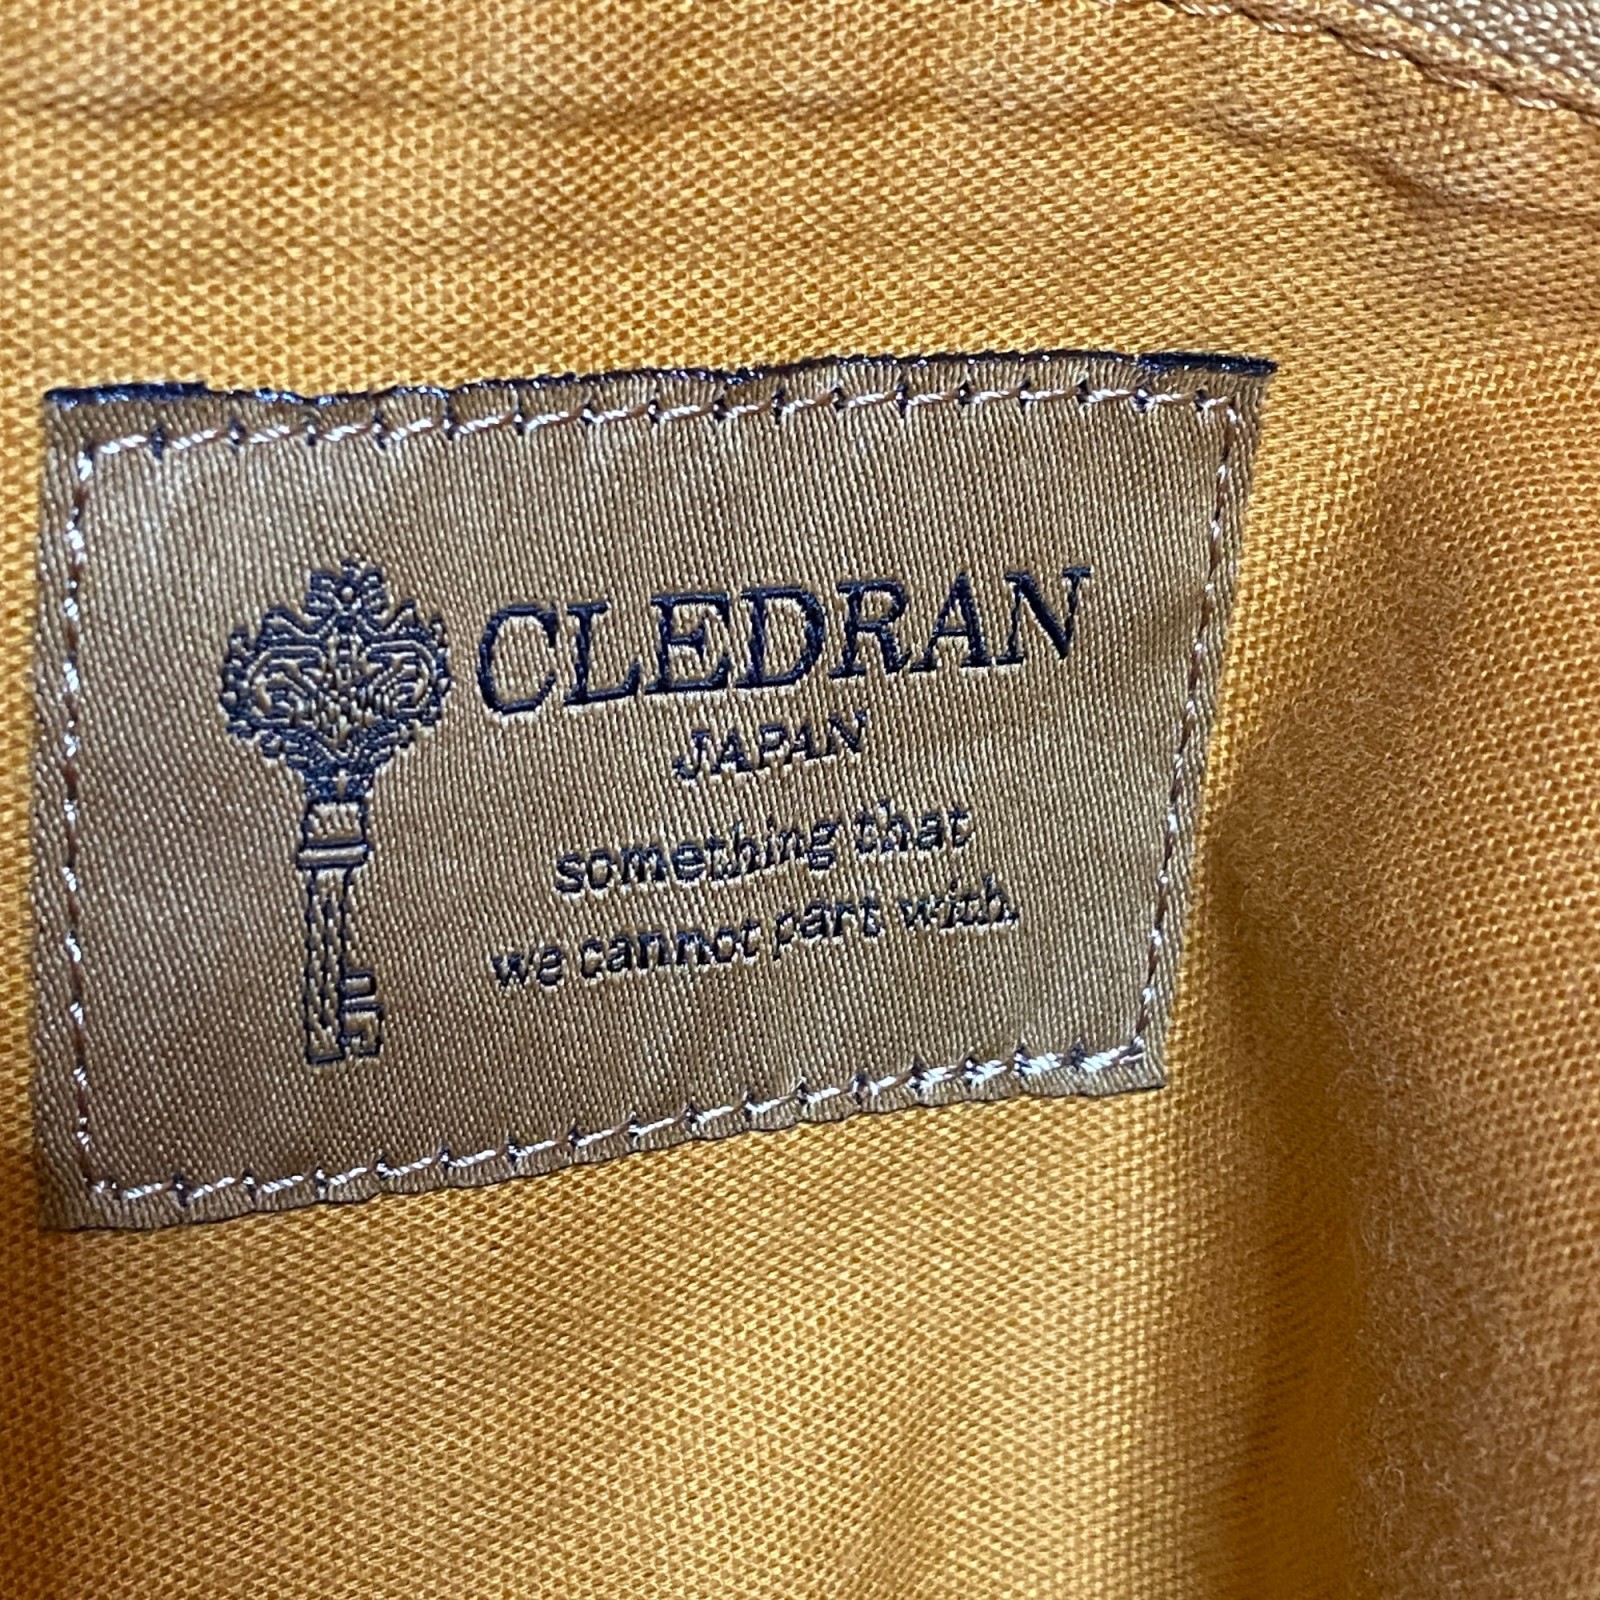 CLEDRAN
JAPAN
something that
we cannot part with.